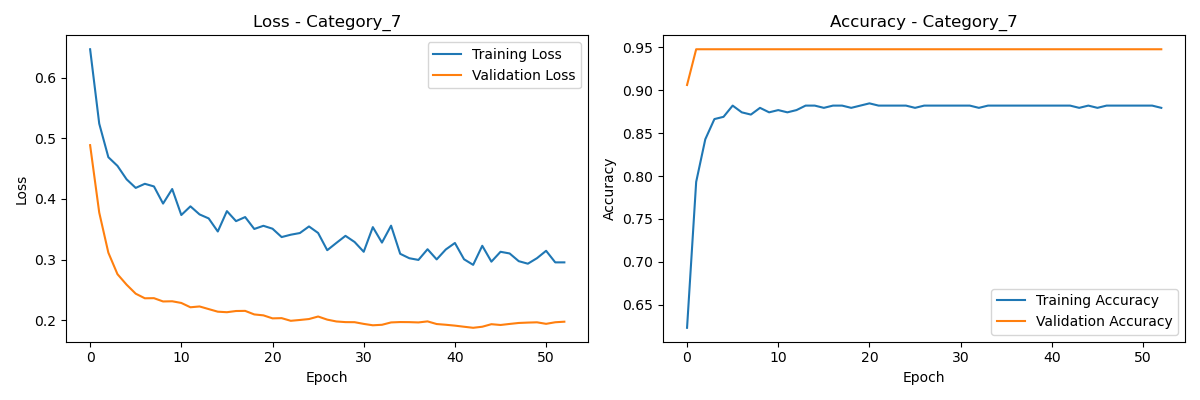 Loss - Category_7
Training Loss
Validation Loss
0.6
0.5
0.4
0.3
0.2
Loss
0 10 20 30 40 50
Epoch
Accuracy - Category_7
0.95
0.90
0.85
0.80
0.75
0.70
0.65
Accuracy
Training Accuracy
Validation Accuracy
0 10 20 30 40 50
Epoch